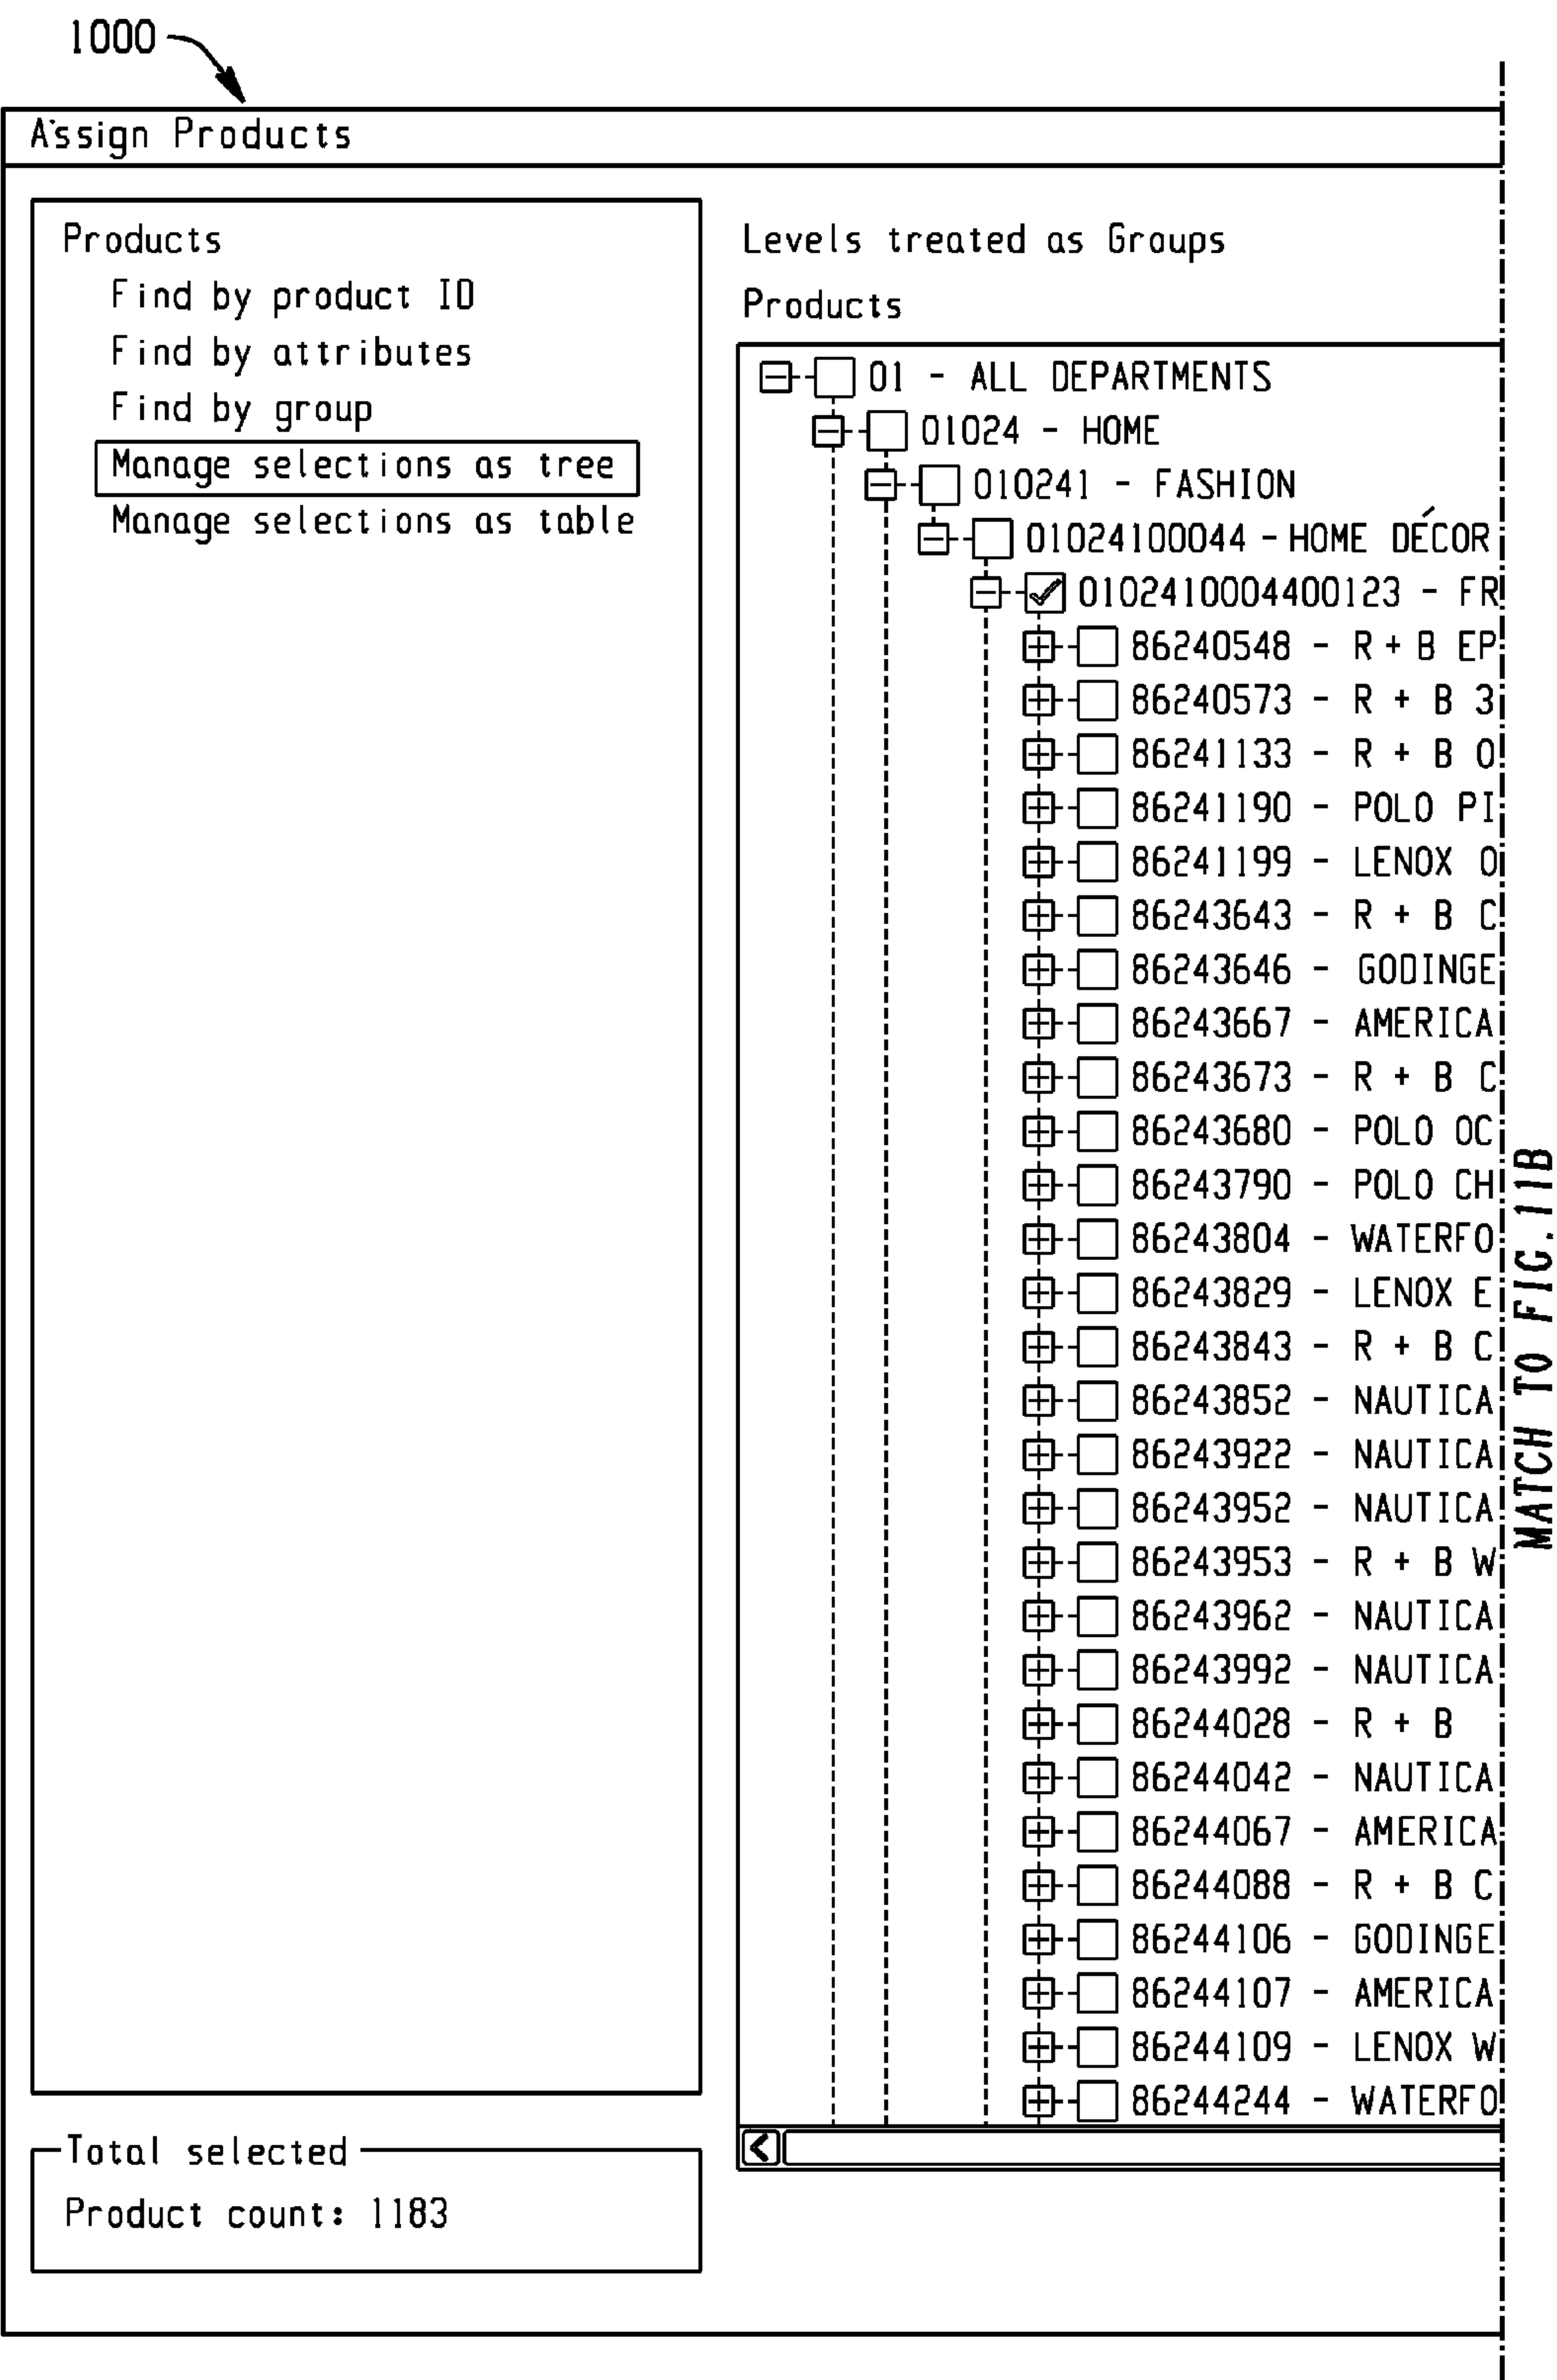 1000
Assign Products
Products
Find by product ID
Find by attributes
Find by group
Manage selections as tree
Manage selections as table
Total selected
Product count: 1183
Levels treated as Groups
Products
01 - ALL DEPARTMENTS
01024 - HOME
010241 - FASHION
01024100044 - HOME DÉCOR
0102410004400123 - FR
86240548 - R + B EP
86240573 - R + B 3
86241133 - R + B O
86241190 - POLO PI
86241199 - LENOX O
86243643 - R + B C
86243646 - GODINGE
86243667 - AMERICA
86243673 - R + B C
86243680 - POLO OC
86243790 - POLO CH
86243804 - WATERFO
86243829 - LENOX E
86243843 - R + B C
86243852 - NAUTICA
86243922 - NAUTICA
86243952 - NAUTICA
86243953 - R + B W
86243962 - NAUTICA
86243992 - NAUTICA
86244028 - R + B
86244042 - NAUTICA
86244067 - AMERICA
86244088 - R + B C
86244106 - GODINGE
86244107 - AMERICA
86244109 - LENOX W
86244244 - WATERFO
MATCH TO FIG.11B